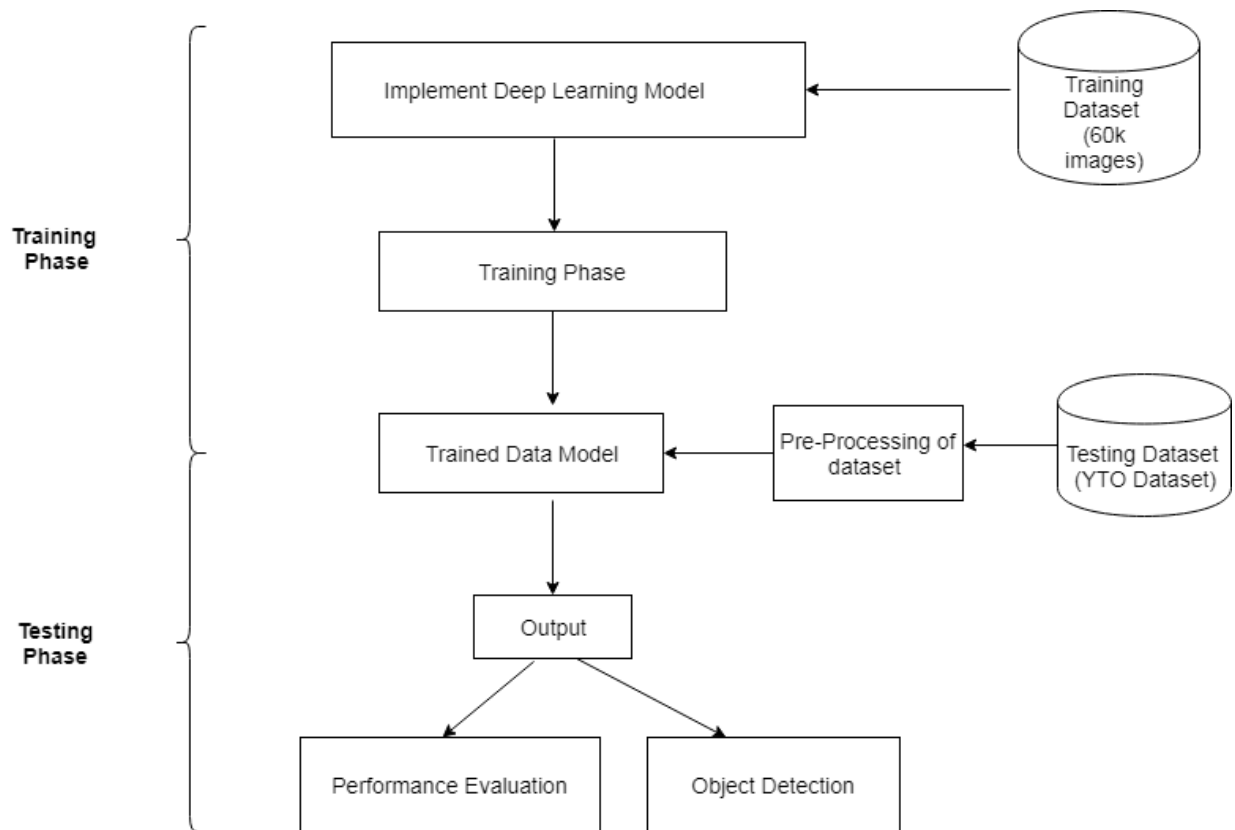 Implement Deep Learning Model
Training
Dataset
(60k
images)
Training
Phase
Training Phase
Trained Data Model
Pre-Processing of
dataset
Testing Dataset
(YTO Dataset)
Testing
Phase
Output
Performance Evaluation
Object Detection